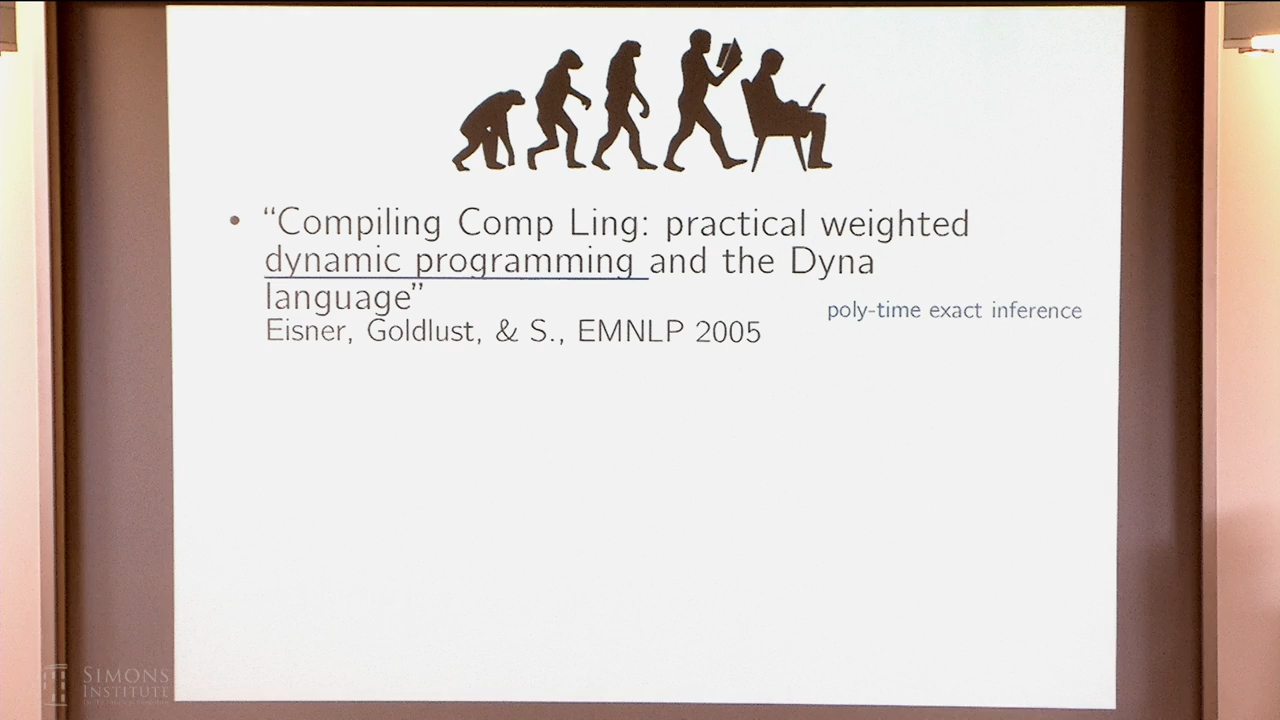 • “Compiling Comp Ling: practical weighted
dynamic programming and the Dyna
language”
poly-time exact inference
Eisner, Goldlust, & S., EMNLP 2005
SIMONS
INSTITUTE